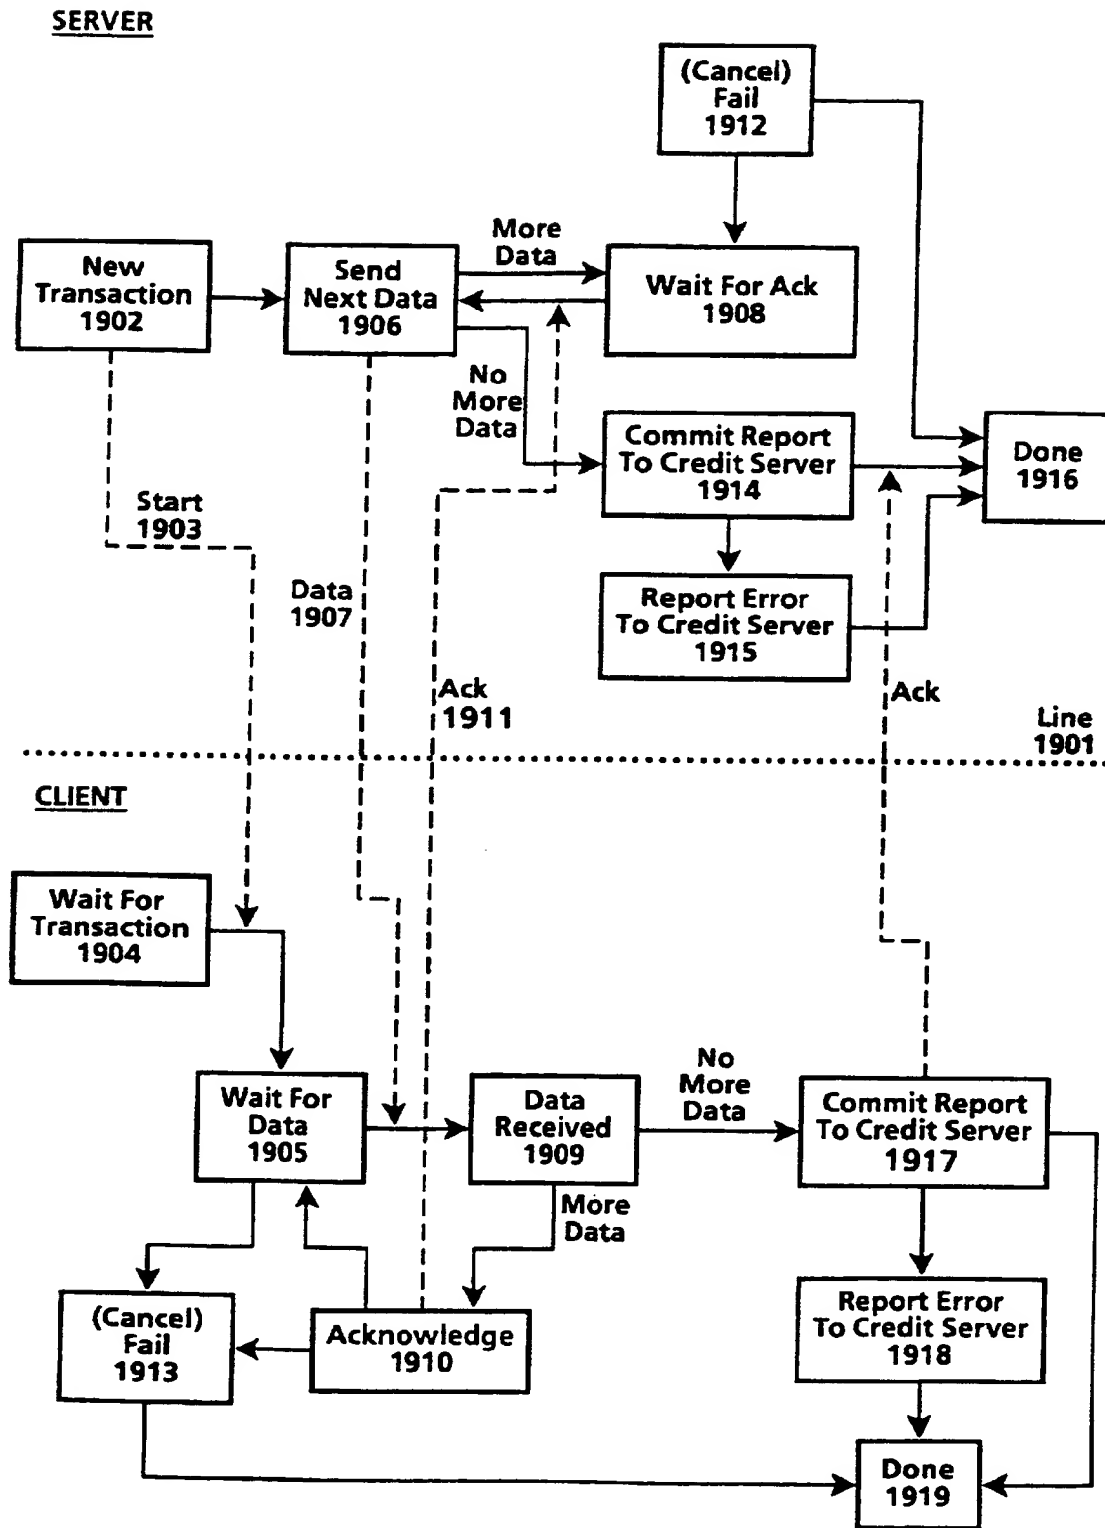 SERVER
(Cancel)
Fail
1912
New
Transaction
1902
Send
Next Data
1906
More
Data
Wait For Ack
1908
No
More
Data
Commit Report
To Credit Server
1914
Done
1916
Start
1903
Data
1907
Report Error
To Credit Server
1915
Ack
1911
Ack
Line
1901
CLIENT
Wait For
Transaction
1904
Wait For
Data
1905
Data
Received
1909
No
More
Data
Commit Report
To Credit Server
1917
More
Data
(Cancel)
Fail
1913
Acknowledge
1910
Report Error
To Credit Server
1918
Done
1919